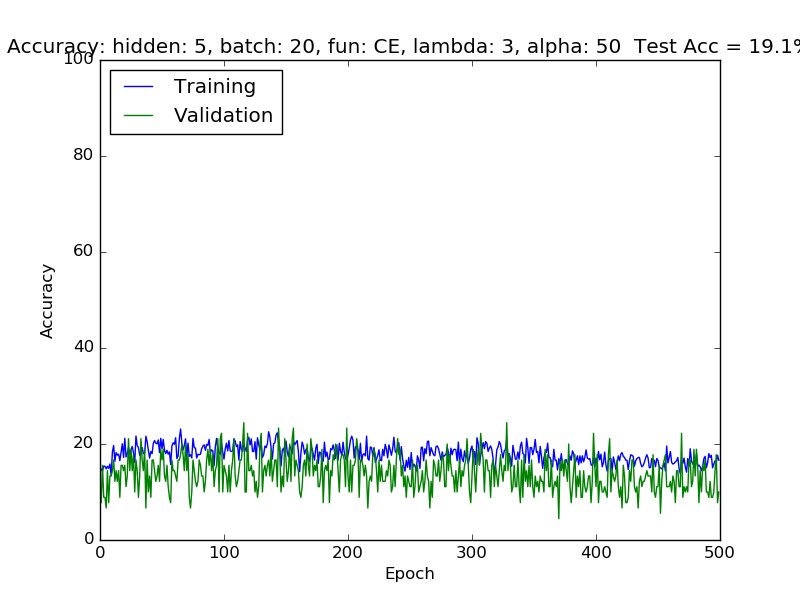 Accuracy: hidden: 5, batch: 20, fun: CE, lambda: 3, alpha: 50 Test Acc = 19.1%
100
Training
Validation
80
60
Accuracy
40
20
0
0 100 200 300 400 500
Epoch